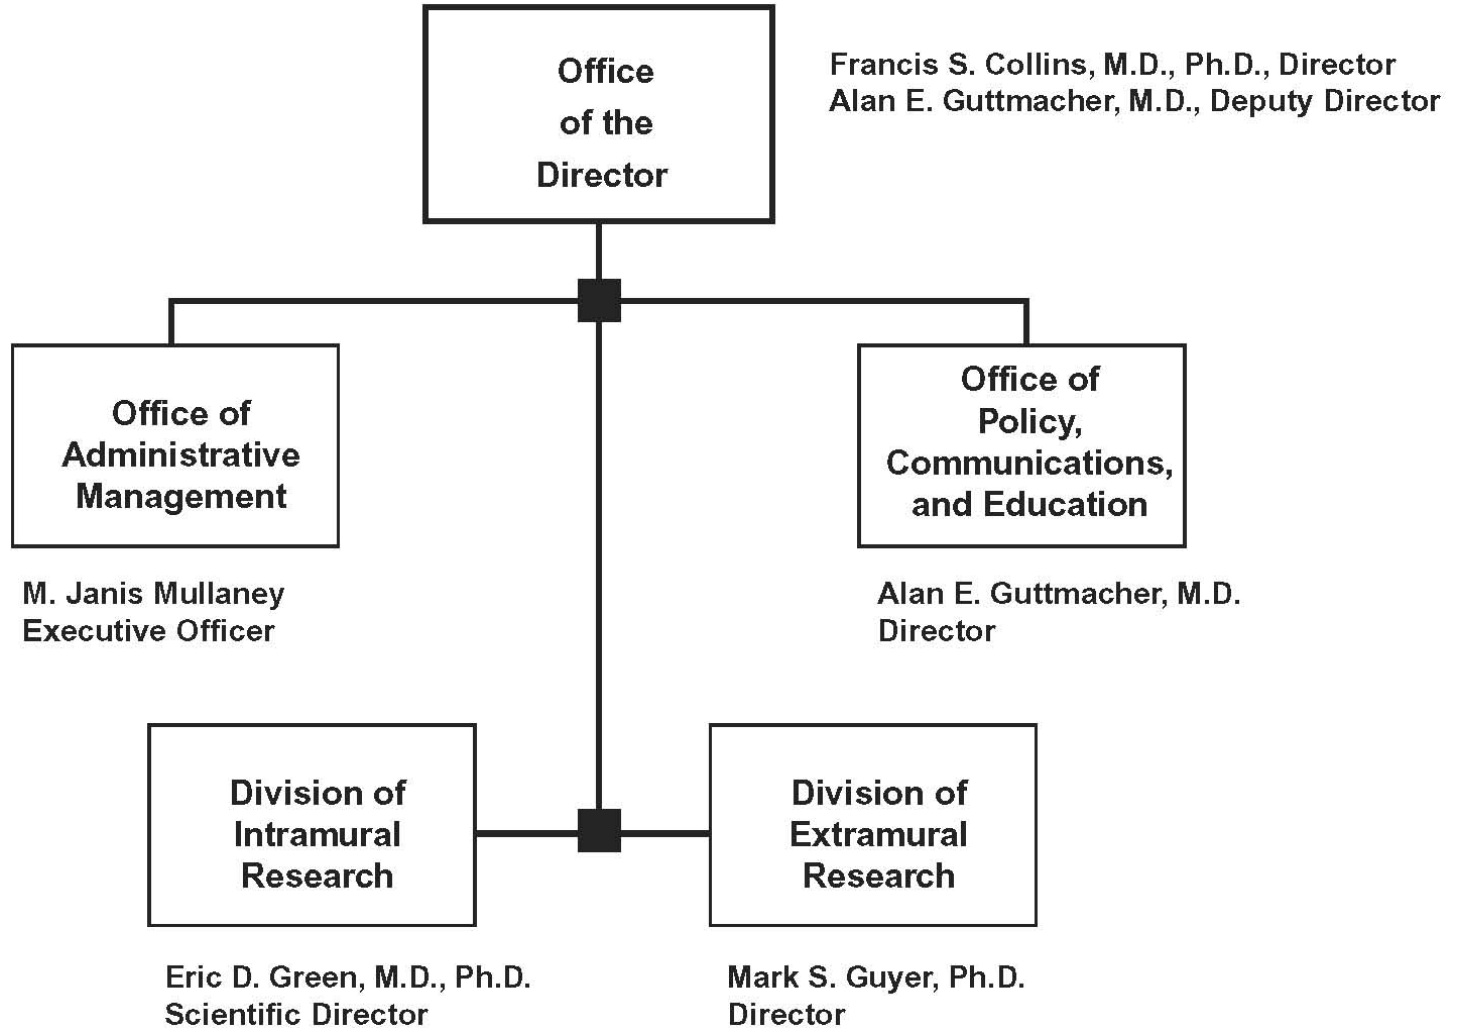 Office
of the
Director
Francis S. Collins, M.D., Ph.D., Director
Alan E. Guttmacher, M.D., Deputy Director
Office of
Administrative
Management
M. Janis Mullaney
Executive Officer
Office of
Policy,
Communications,
and Education
Alan E. Guttmacher, M.D.
Director
Division of
Intramural
Research
Eric D. Green, M.D., Ph.D.
Scientific Director
Division of
Extramural
Research
Mark S. Guyer, Ph.D.
Director